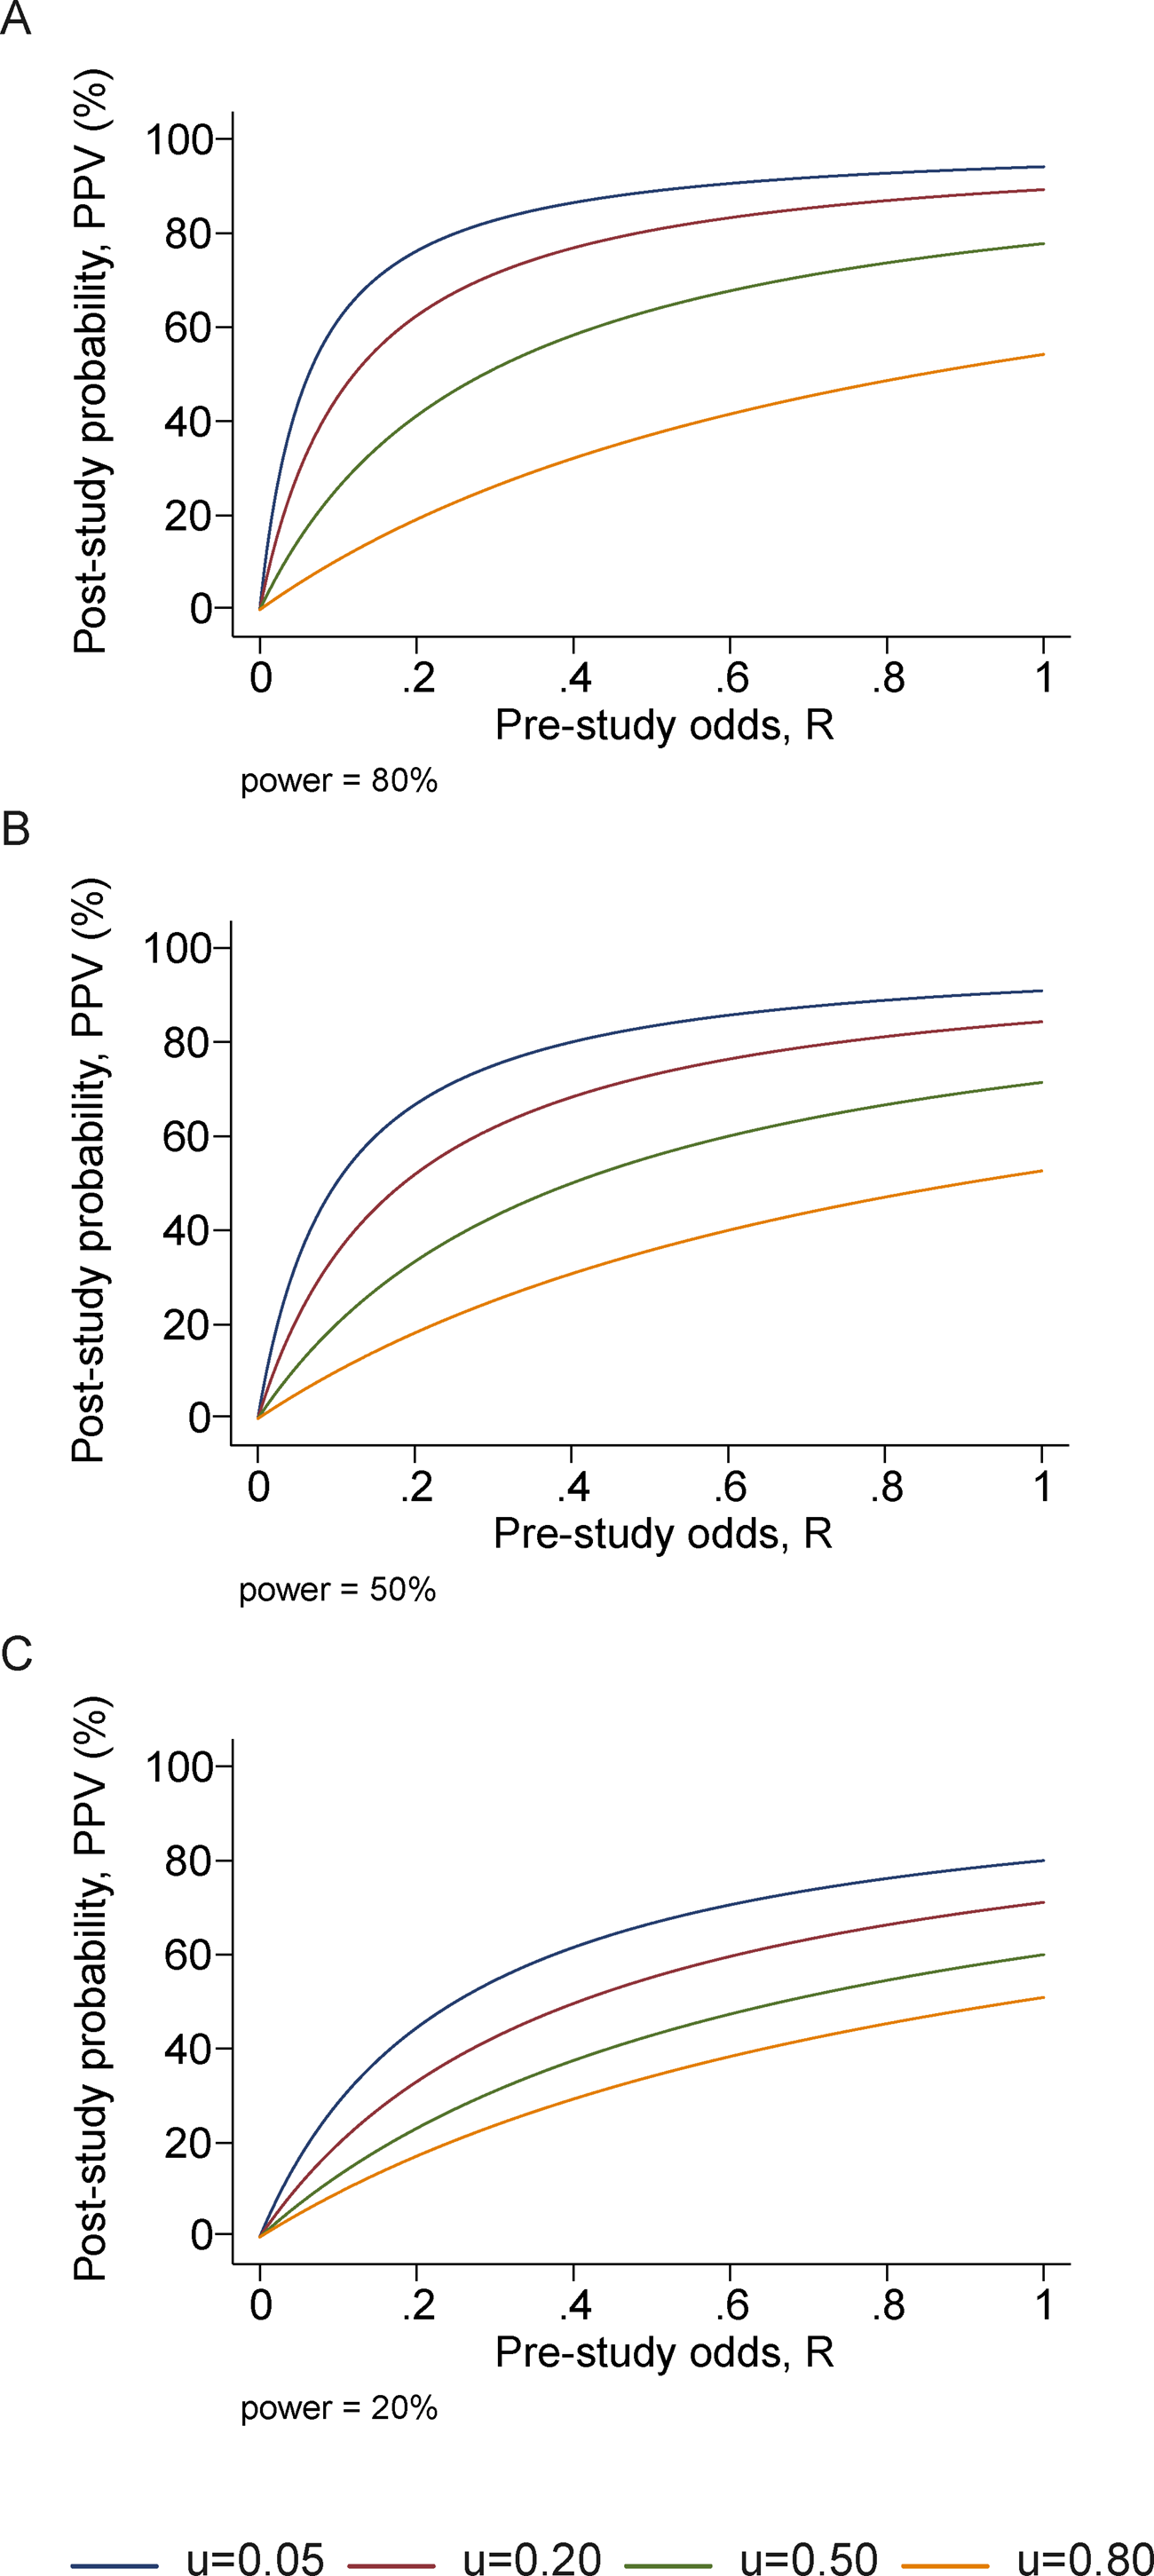 A
Post-study probability, PPV (%)
100
80
60
40
20
0
0 .2 .4 .6 .8 1
Pre-study odds, R
power = 80%
B
Post-study probability, PPV (%)
100
80
60
40
20
0
0 .2 .4 .6 .8 1
Pre-study odds, R
power = 50%
C
Post-study probability, PPV (%)
100
80
60
40
20
0
0 .2 .4 .6 .8 1
Pre-study odds, R
power = 20%
u=0.05 u=0.20 u=0.50 u=0.80